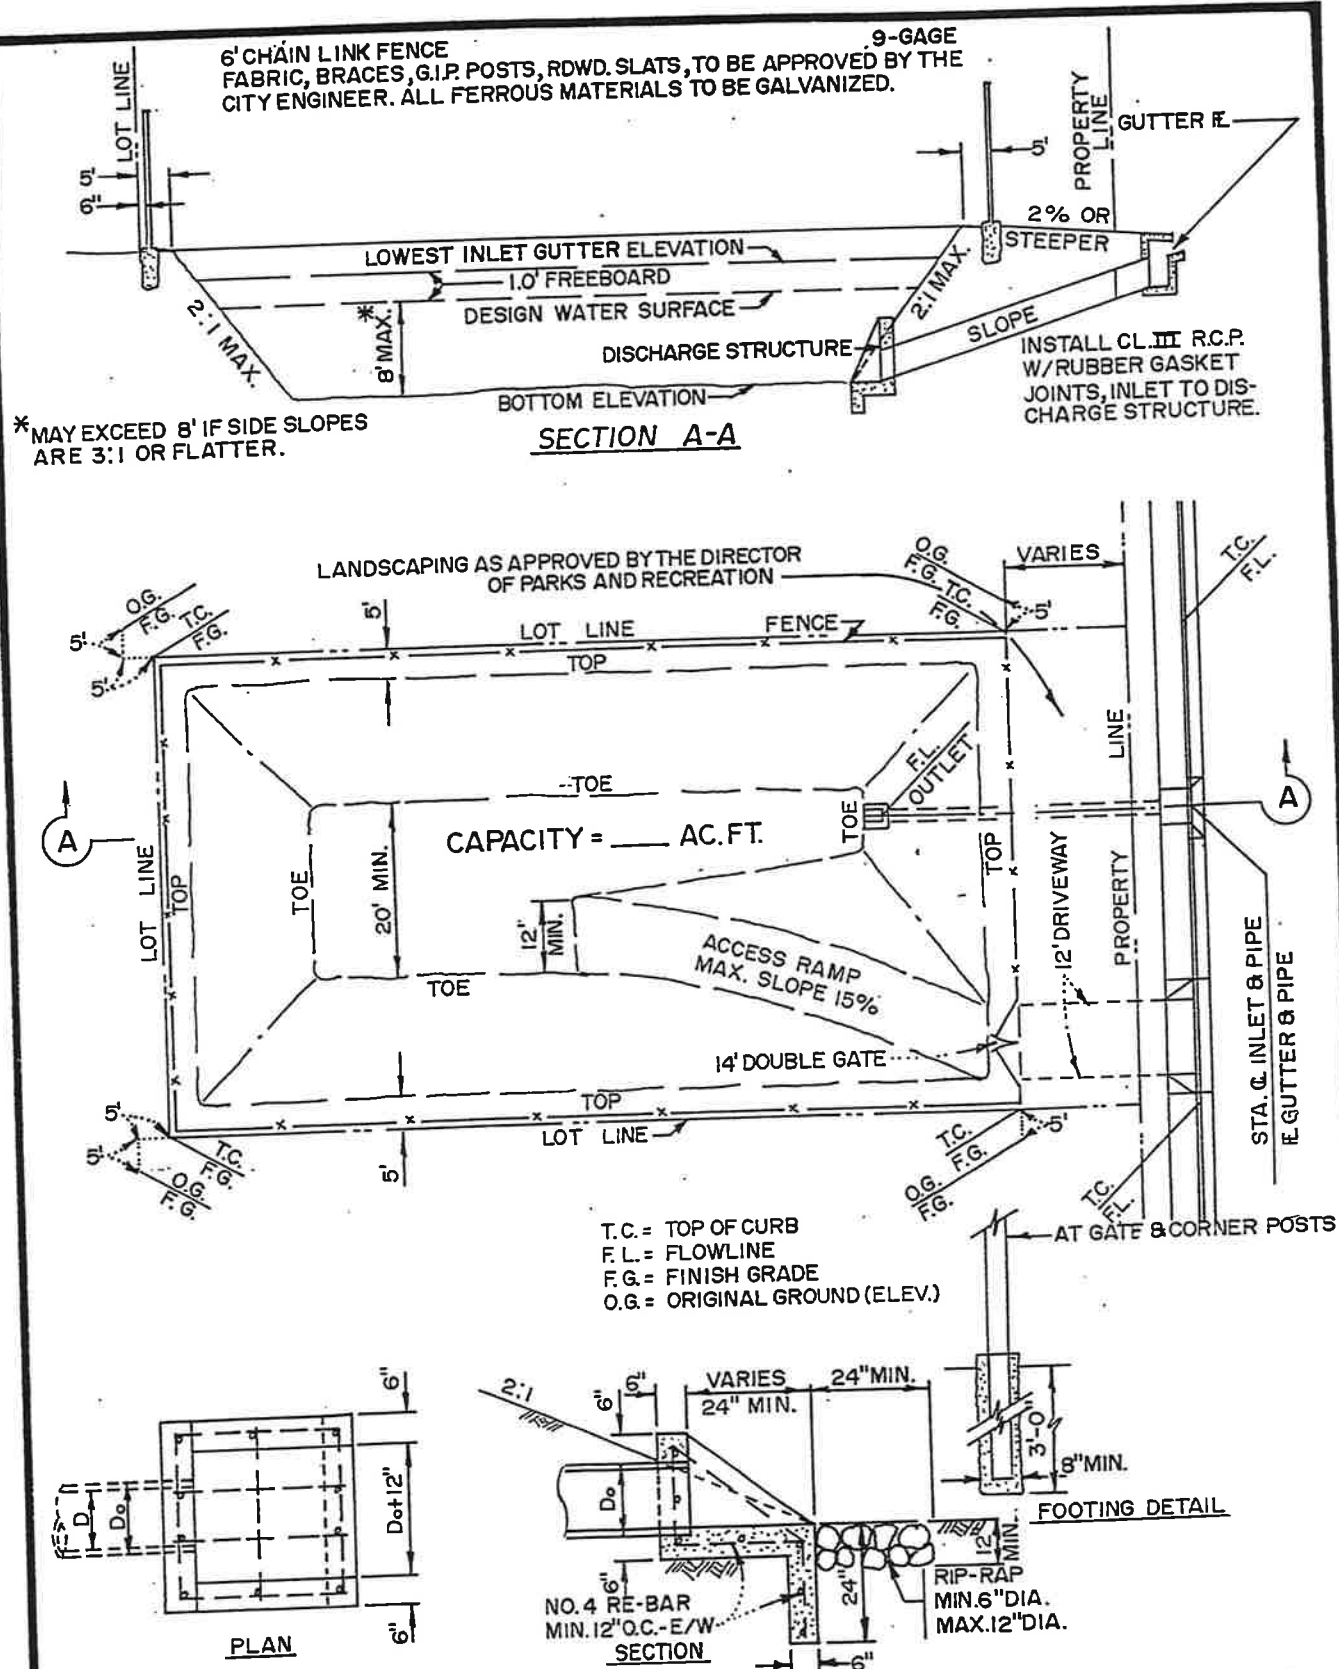 6' CHAIN LINK FENCE 9-GAGE
FABRIC, BRACES, G.I.P. POSTS, RDWD. SLATS, TO BE APPROVED BY THE
CITY ENGINEER. ALL FERROUS MATERIALS TO BE GALVANIZED.
LOT LINE
5'
6"
5'
PROPERTY
LINE
GUTTER PL
2% OR
STEEPER
LOWEST INLET GUTTER ELEVATION
1.0' FREEBOARD
DESIGN WATER SURFACE
2:1 MAX.
*
8' MAX.
2:1 MAX.
DISCHARGE STRUCTURE
SLOPE
BOTTOM ELEVATION
INSTALL CL. III R.C.P.
W/RUBBER GASKET
JOINTS, INLET TO DIS-
CHARGE STRUCTURE.
*MAY EXCEED 8' IF SIDE SLOPES
ARE 3:1 OR FLATTER.
SECTION A-A
LANDSCAPING AS APPROVED BY THE DIRECTOR
OF PARKS AND RECREATION
O.G.
F.G.
T.C.
F.G.
5'
VARIES
T.C.
F.L.
O.G.
F.G.
T.C.
F.G.
5'
5'
5'
LOT LINE
FENCE
TOP
LINE
F.L.
OUTLET
TOE
A
LOT LINE
TOP
TOE
20' MIN.
CAPACITY = ____ AC. FT.
TOE
TOP
12' DRIVEWAY
PROPERTY
A
12"
MIN.
ACCESS RAMP
MAX. SLOPE 15%
TOE
14' DOUBLE GATE
STA. CL INLET & PIPE
FL GUTTER & PIPE
TOP
LOT LINE
5'
5'
5'
T.C.
F.G.
O.G.
F.G.
T.C.
F.G.
O.G.
F.G.
5'
T.C.
F.L.
T.C. = TOP OF CURB
F.L. = FLOWLINE
F.G. = FINISH GRADE
O.G. = ORIGINAL GROUND (ELEV.)
AT GATE & CORNER POSTS
6"
D
Do
Do+12"
6"
PLAN
2:1
6"
6"
VARIES
24" MIN.
24" MIN.
Do
6"
24"
12"
MIN.
NO. 4 RE-BAR
MIN. 12" O.C.-E/W
SECTION
6"
RIP-RAP
MIN. 6" DIA.
MAX. 12" DIA.
3'-0"
8" MIN.
FOOTING DETAIL